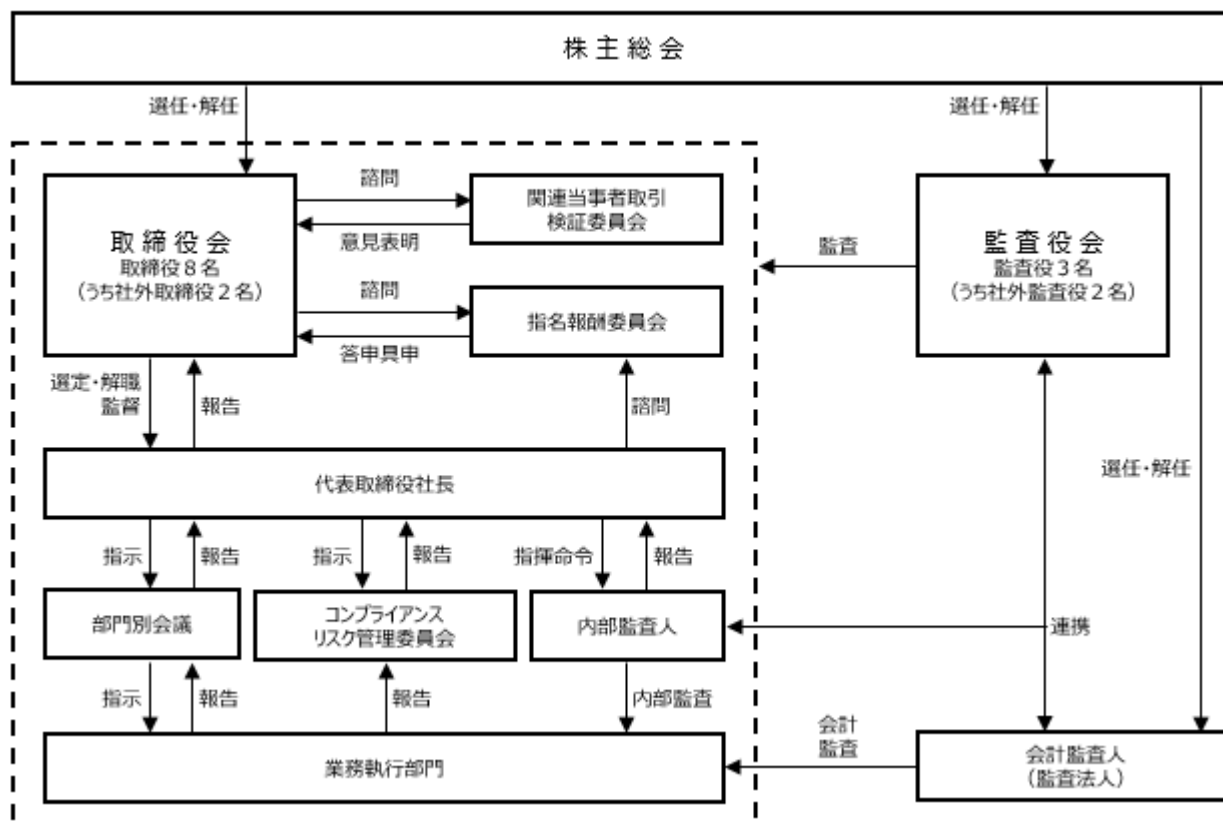 株主総会
選任・解任
選任・解任
諮問
関連当事者取引
検証委員会
意見表明
取締役会
取締役８名
（うち社外取締役２名）
監査
監査役会
監査役３名
（うち社外監査役２名）
諮問
指名報酬委員会
答申具申
選定・解職
監督
報告
諮問
選任・解任
代表取締役社長
指示
報告
指示
報告
指揮命令
報告
部門別会議
コンプライアンス
リスク管理委員会
内部監査人
連携
指示
報告
報告
内部監査
会計
監査
業務執行部門
会計監査人
（監査法人）